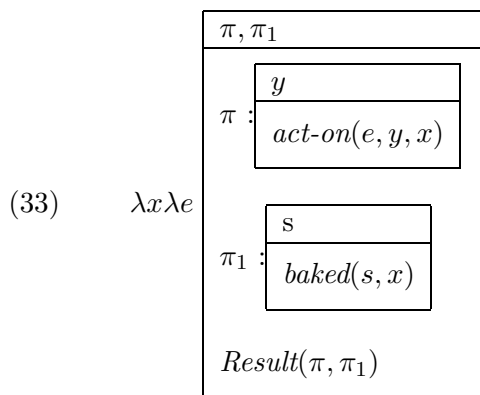 π, π₁
y
π :
act-on(e, y, x)
(33) λxλe
s
π₁ :
baked(s, x)
Result(π, π₁)